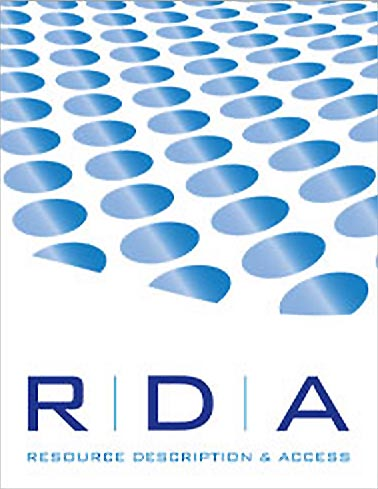 R|D|A
RESOURCE DESCRIPTION & ACCESS